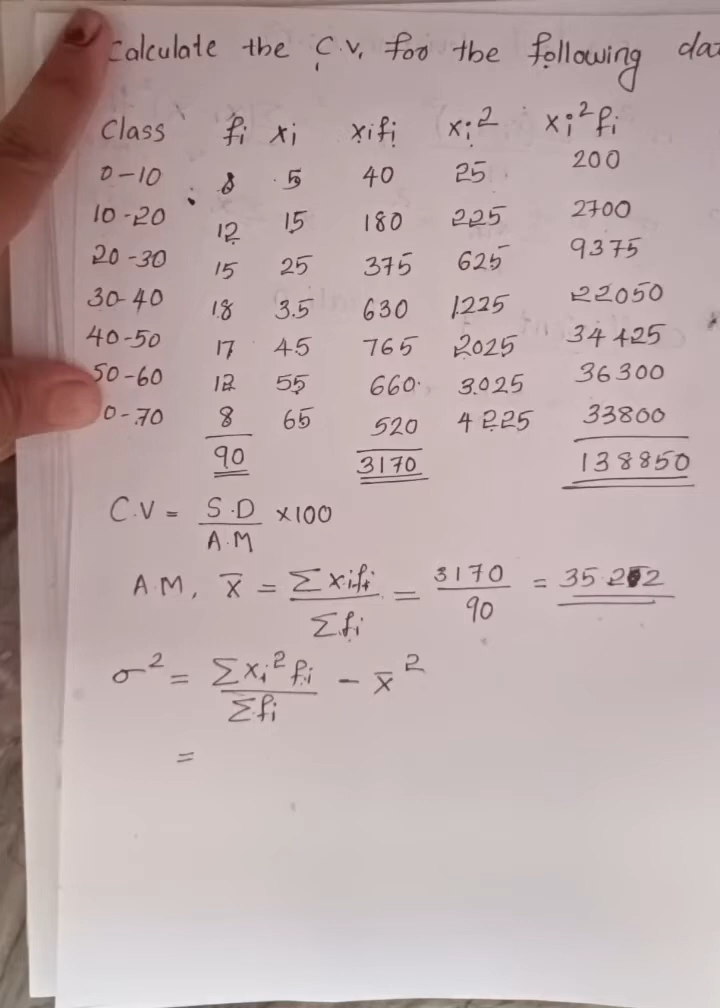 Calculate the C.V. for the following
Class fi xi xifi xi² xi²fi
0-10 8 5 40 25 200
10-20 12 15 180 225 2700
20-30 15 25 375 625 9375
30-40 18 35 630 1225 22050
40-50 17 45 765 2025 34425
50-60 12 55 660 3025 36300
0-70 8 65 520 4225 33800
90 3170 138850
C.V = S.D / A.M ×100
A.M, x̄ = Σxifi / Σfi = 3170 / 90 = 35.22
σ² = Σxi²fi / Σfi - x̄²
=